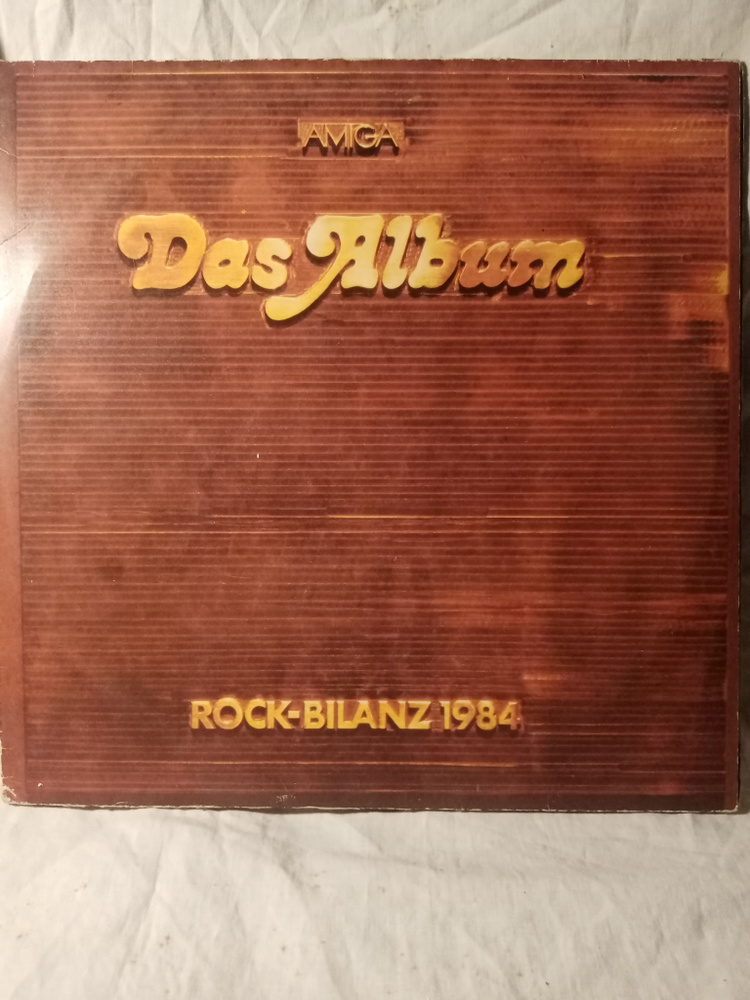 AMIGA
Das Album
ROCK-BILANZ 1984